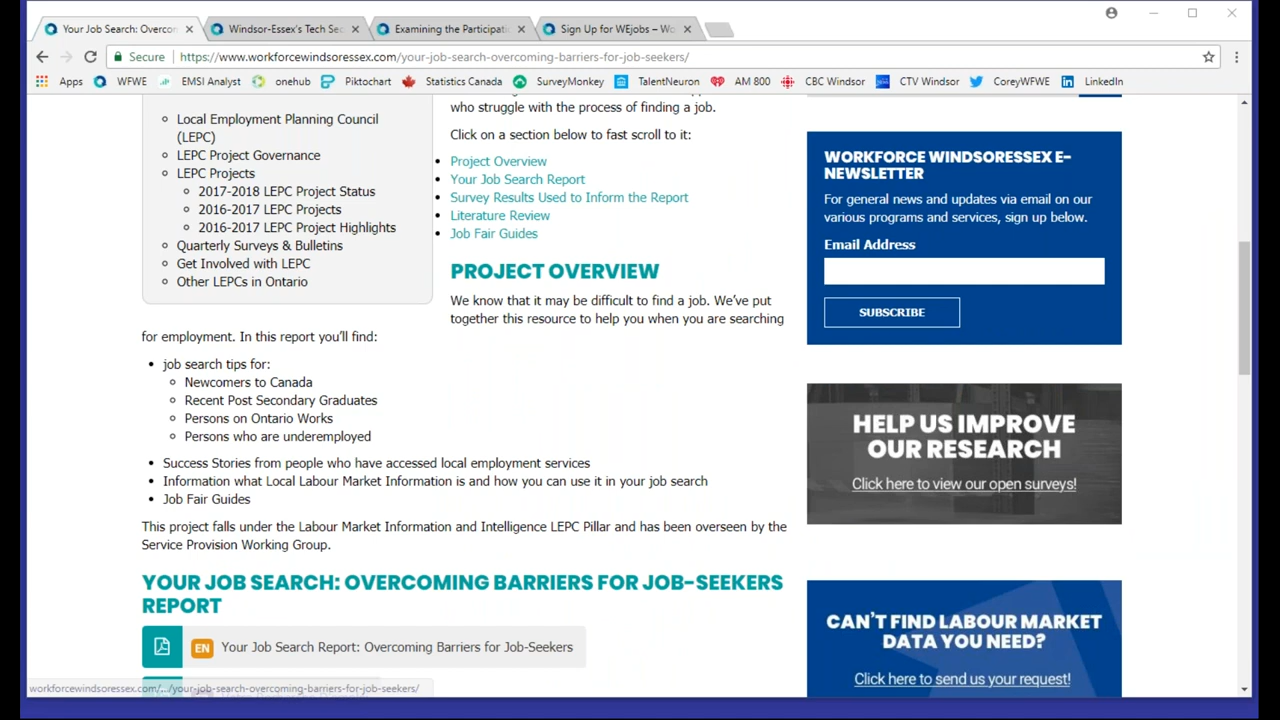 Your Job Search: Overcom
Windsor-Essex's Tech Sec
Examining the Participati
Sign Up for WEjobs – Wo
Secure
https://www.workforcewindsoressex.com/your-job-search-overcoming-barriers-for-job-seekers/
Apps
WFWE
EMSI Analyst
onehub
Piktochart
Statistics Canada
SurveyMonkey
TalentNeuron
AM 800
CBC Windsor
CTV Windsor
CoreyWFWE
LinkedIn
Local Employment Planning Council
(LEPC)
LEPC Project Governance
LEPC Projects
2017-2018 LEPC Project Status
2016-2017 LEPC Projects
2016-2017 LEPC Project Highlights
Quarterly Surveys & Bulletins
Get Involved with LEPC
Other LEPCs in Ontario
who struggle with the process of finding a job.
Click on a section below to fast scroll to it:
Project Overview
Your Job Search Report
Survey Results Used to Inform the Report
Literature Review
Job Fair Guides
PROJECT OVERVIEW
We know that it may be difficult to find a job. We've put
together this resource to help you when you are searching
for employment. In this report you'll find:
job search tips for:
Newcomers to Canada
Recent Post Secondary Graduates
Persons on Ontario Works
Persons who are underemployed
Success Stories from people who have accessed local employment services
Information what Local Labour Market Information is and how you can use it in your job search
Job Fair Guides
This project falls under the Labour Market Information and Intelligence LEPC Pillar and has been overseen by the
Service Provision Working Group.
YOUR JOB SEARCH: OVERCOMING BARRIERS FOR JOB-SEEKERS
REPORT
EN Your Job Search Report: Overcoming Barriers for Job-Seekers
workforcewindsoressex.com/.../your-job-search-overcoming-barriers-for-job-seekers/
WORKFORCE WINDSORESSEX E-
NEWSLETTER
For general news and updates via email on our
various programs and services, sign up below.
Email Address
SUBSCRIBE
HELP US IMPROVE
OUR RESEARCH
Click here to view our open surveys!
CAN'T FIND LABOUR MARKET
DATA YOU NEED?
Click here to send us your request!